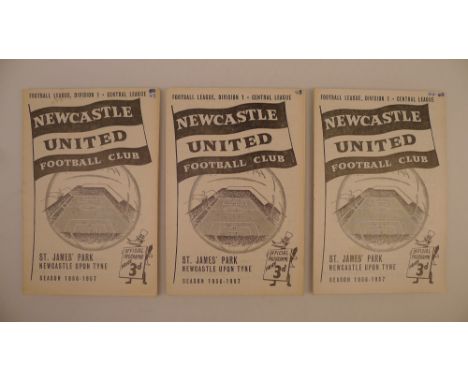 FOOTBALL LEAGUE, DIVISION 1 • CENTRAL LEAGUE
NEWCASTLE
UNITED
FOOTBALL CLUB
ST. JAMES' PARK
NEWCASTLE UPON TYNE
SEASON 1956-1957
OFFICIAL
PROGRAMME
PRICE 3d
FOOTBALL LEAGUE, DIVISION 1 • CENTRAL LEAGUE
NEWCASTLE
UNITED
FOOTBALL CLUB
ST. JAMES' PARK
NEWCASTLE UPON TYNE
SEASON 1956-1957
OFFICIAL
PROGRAMME
PRICE 3d
FOOTBALL LEAGUE, DIVISION 1 • CENTRAL LEAGUE
NEWCASTLE
UNITED
FOOTBALL CLUB
ST. JAMES' PARK
NEWCASTLE UPON TYNE
SEASON 1956-1957
OFFICIAL
PROGRAMME
PRICE 3d